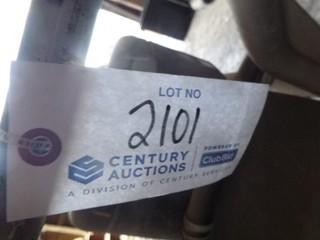 LOT NO
2101
CENTURY
AUCTIONS
POWERED BY
ClubBid
A DIVISION OF CENTURY SERVICES